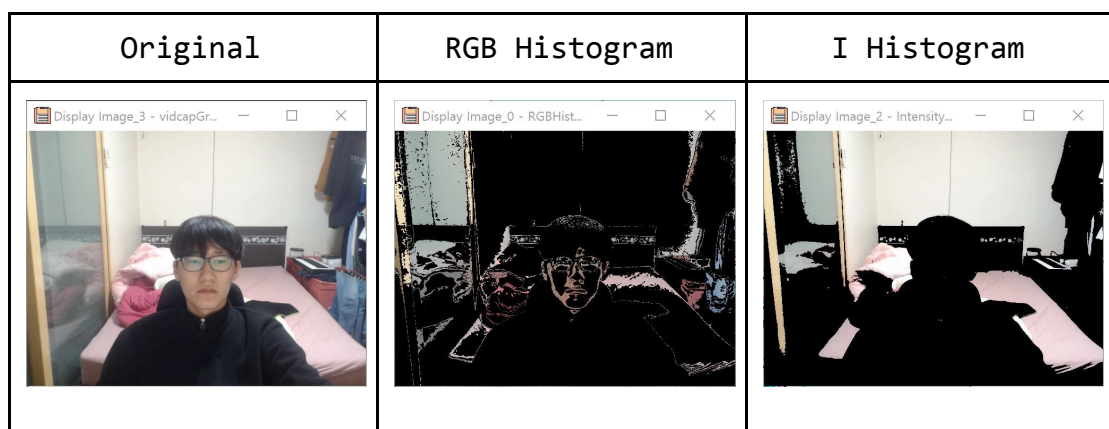 Original
RGB Histogram
I Histogram
Display Image_3 - vidcapGr...
Display Image_0 - RGBHist...
Display Image_2 - Intensity...